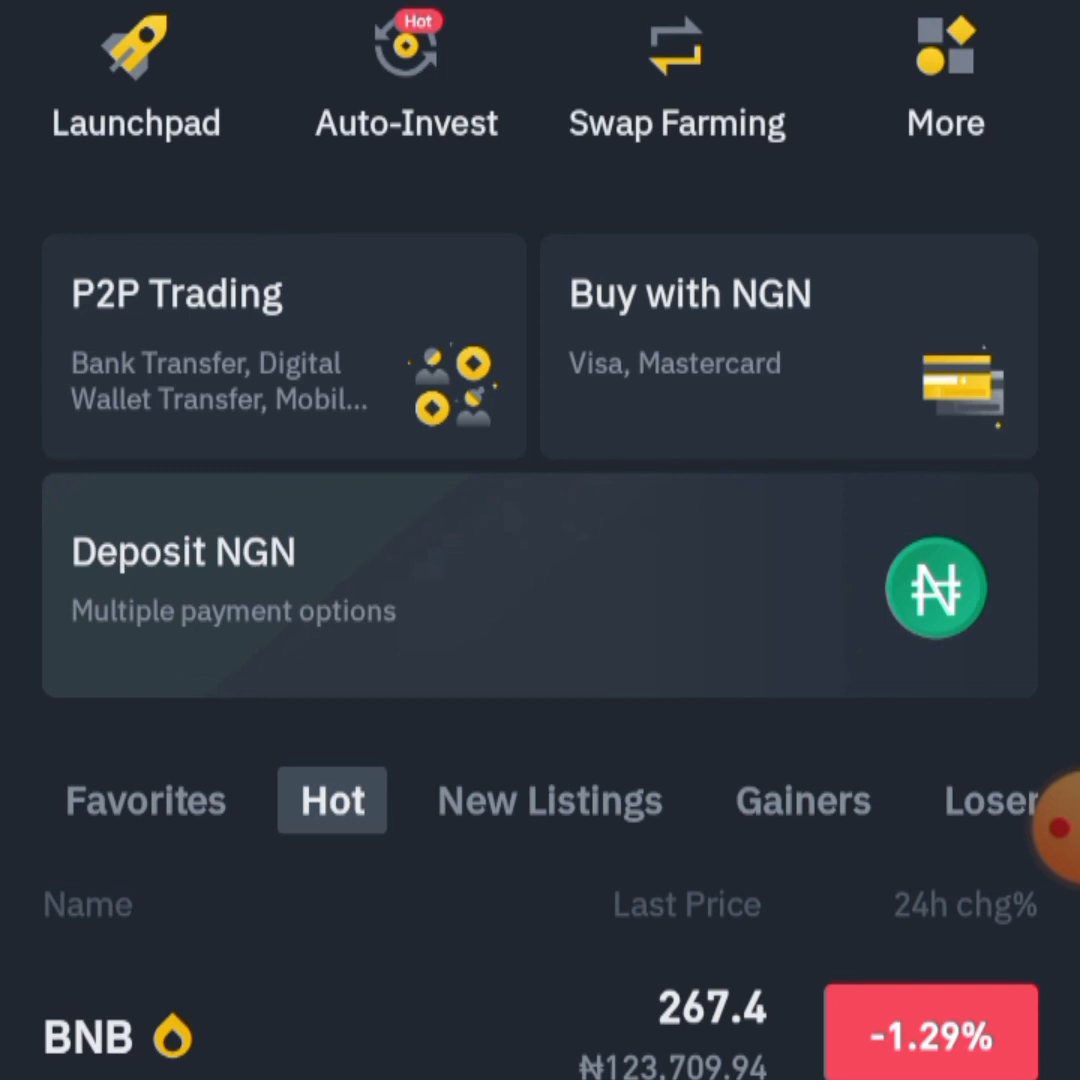 Hot
Launchpad
Auto-Invest
Swap Farming
More
P2P Trading
Bank Transfer, Digital
Wallet Transfer, Mobil...
Buy with NGN
Visa, Mastercard
Deposit NGN
Multiple payment options
₦
Favorites
Hot
New Listings
Gainers
Loser
Name
Last Price
24h chg%
BNB
267.4
-1.29%
₦123,709.94